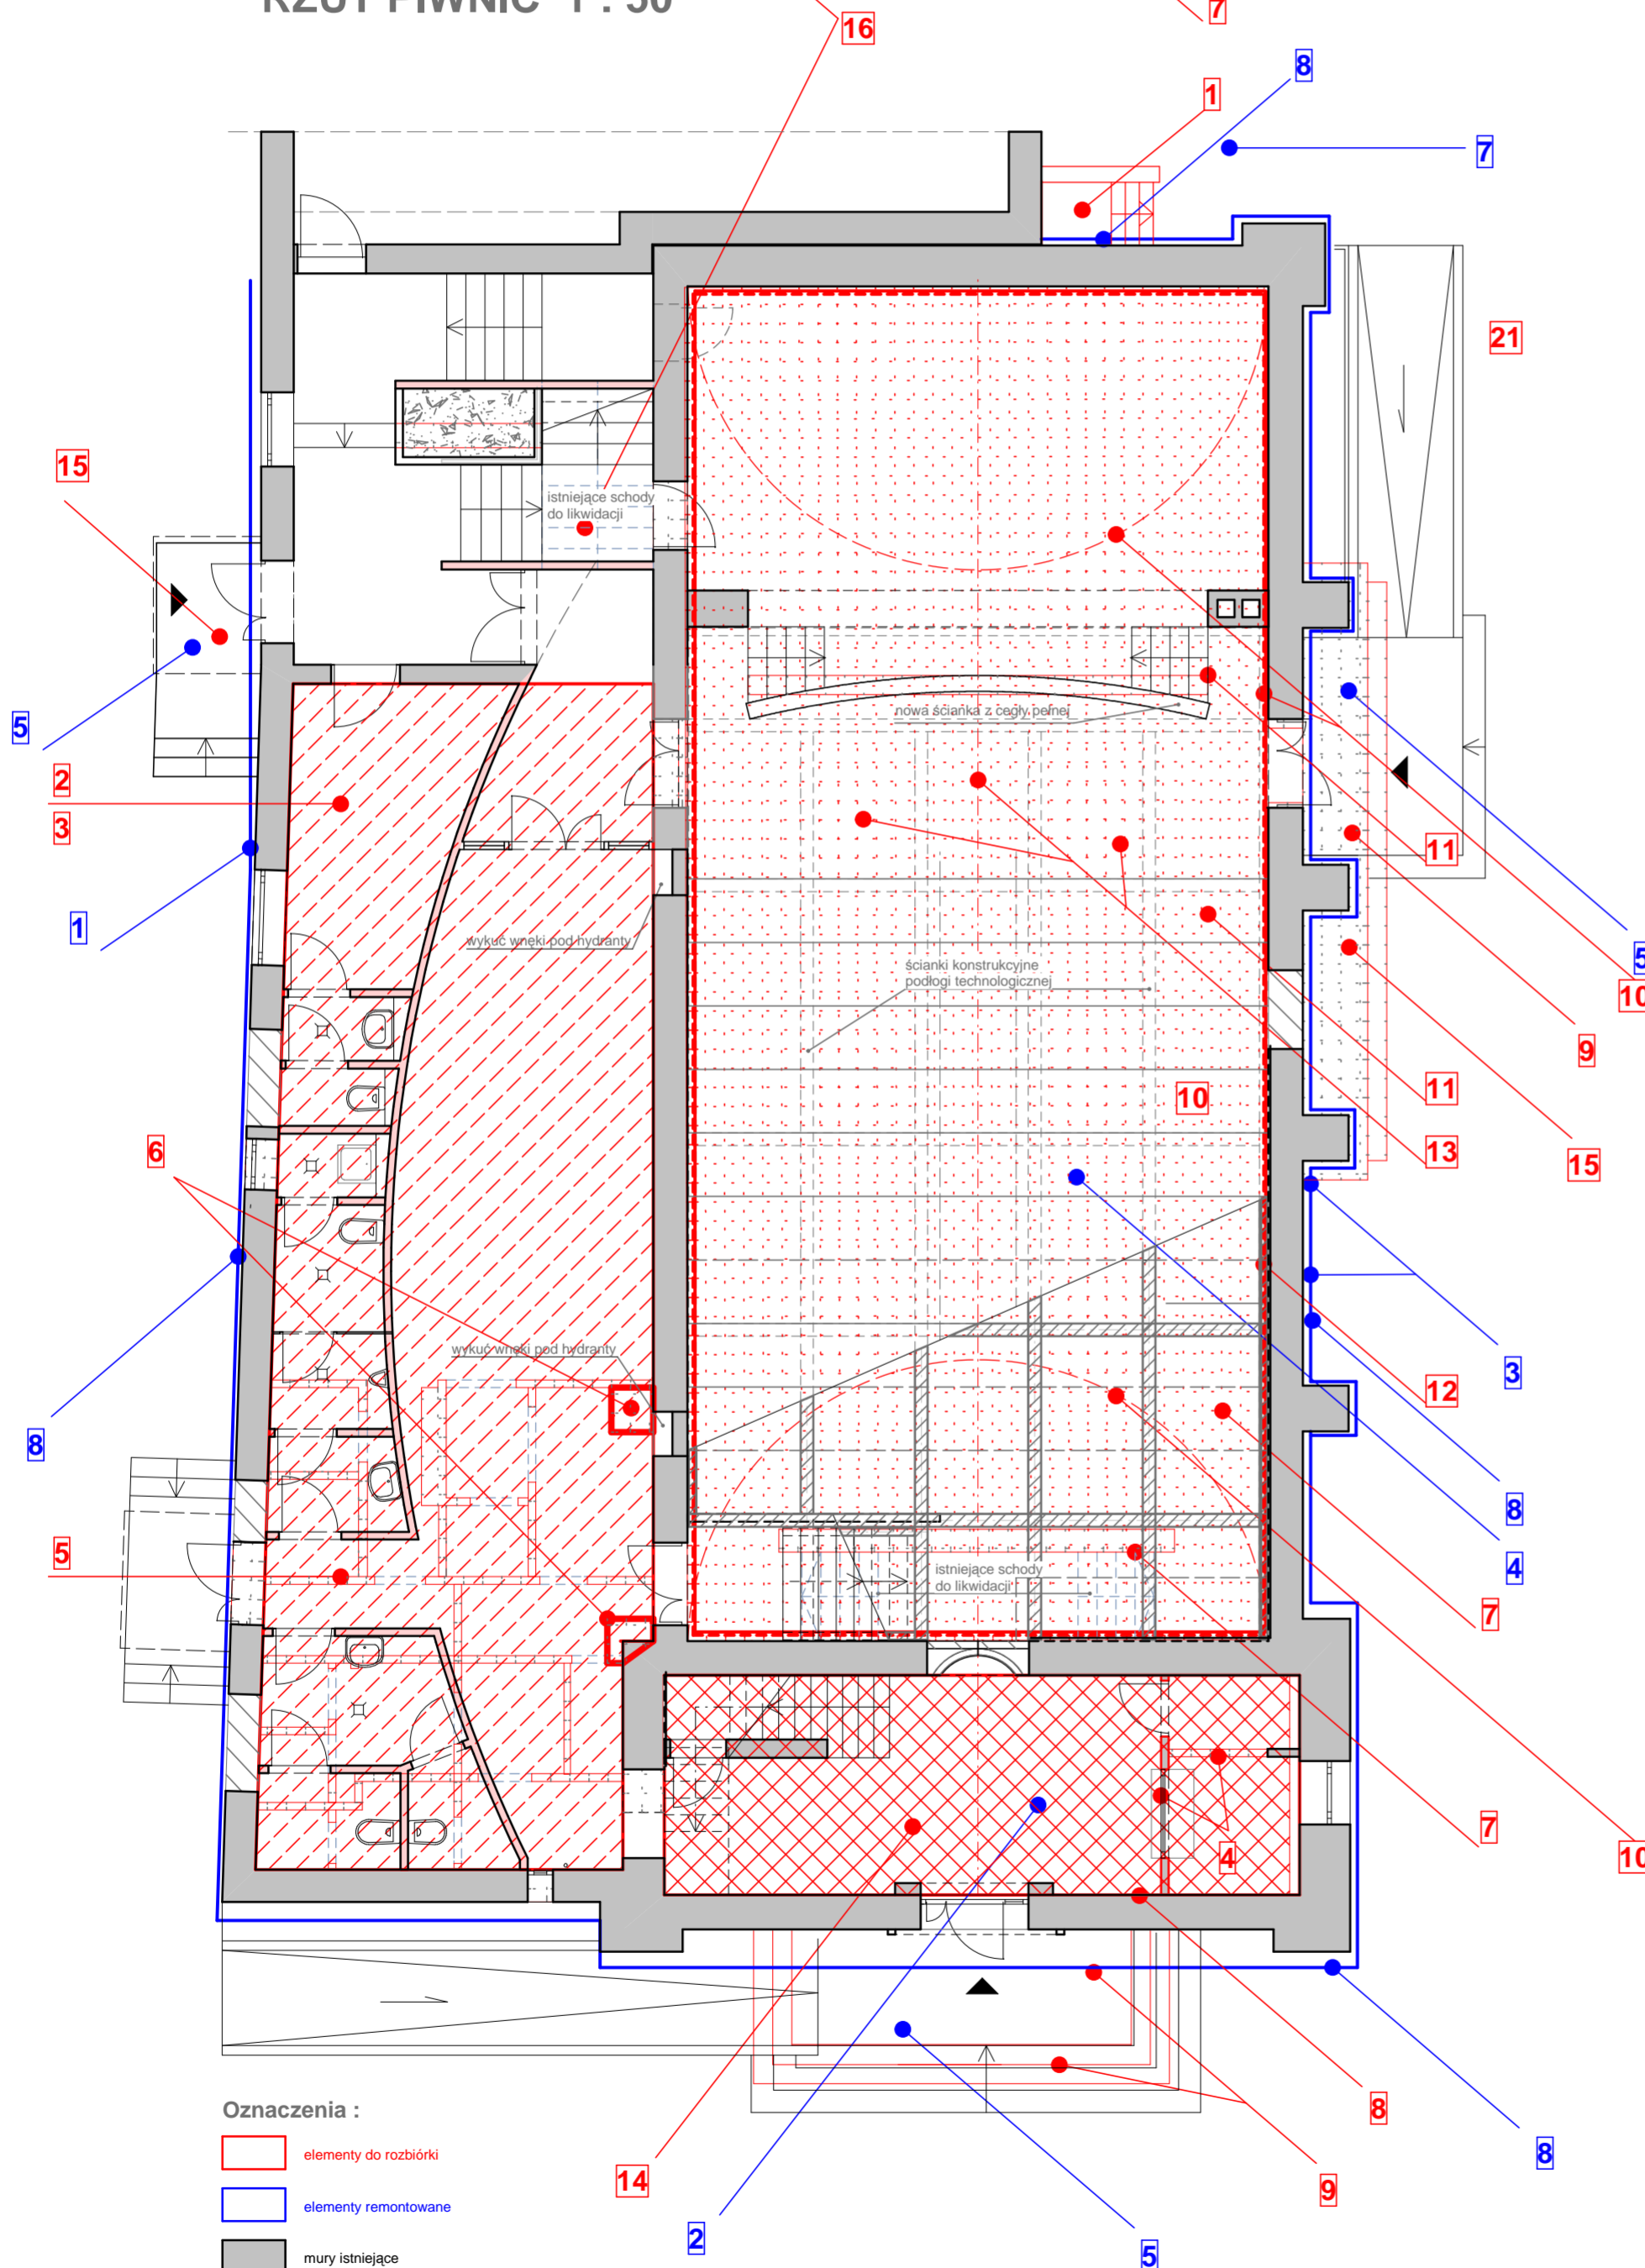 RZUT PIWNIC 1 : 50
7
16
8
1
7
21
15
istniejące schody
do likwidacji
5
nowa ścianka z cegły pełnej
2
3
11
1
wykuć wnęki pod hydranty
ścianki konstrukcyjne
podłogi technologicznej
5
10
9
11
10
6
13
15
wykuć wnęki pod hydranty
3
12
8
8
5
4
istniejące schody
do likwidacji
7
7
4
10
8
Oznaczenia :
elementy do rozbiórki
14
9
8
elementy remontowane
2
5
mury istniejące